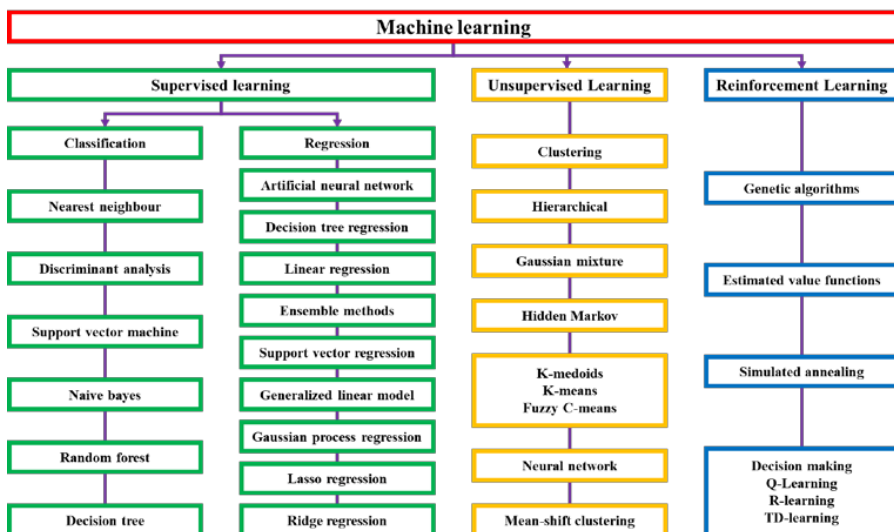 Machine learning
Supervised learning
Classification
Nearest neighbour
Discriminant analysis
Support vector machine
Naive bayes
Random forest
Decision tree
Regression
Artificial neural network
Decision tree regression
Linear regression
Ensemble methods
Support vector regression
Generalized linear model
Gaussian process regression
Lasso regression
Ridge regression
Unsupervised Learning
Clustering
Hierarchical
Gaussian mixture
Hidden Markov
K-medoids
K-means
Fuzzy C-means
Neural network
Mean-shift clustering
Reinforcement Learning
Genetic algorithms
Estimated value functions
Simulated annealing
Decision making
Q-Learning
R-learning
TD-learning